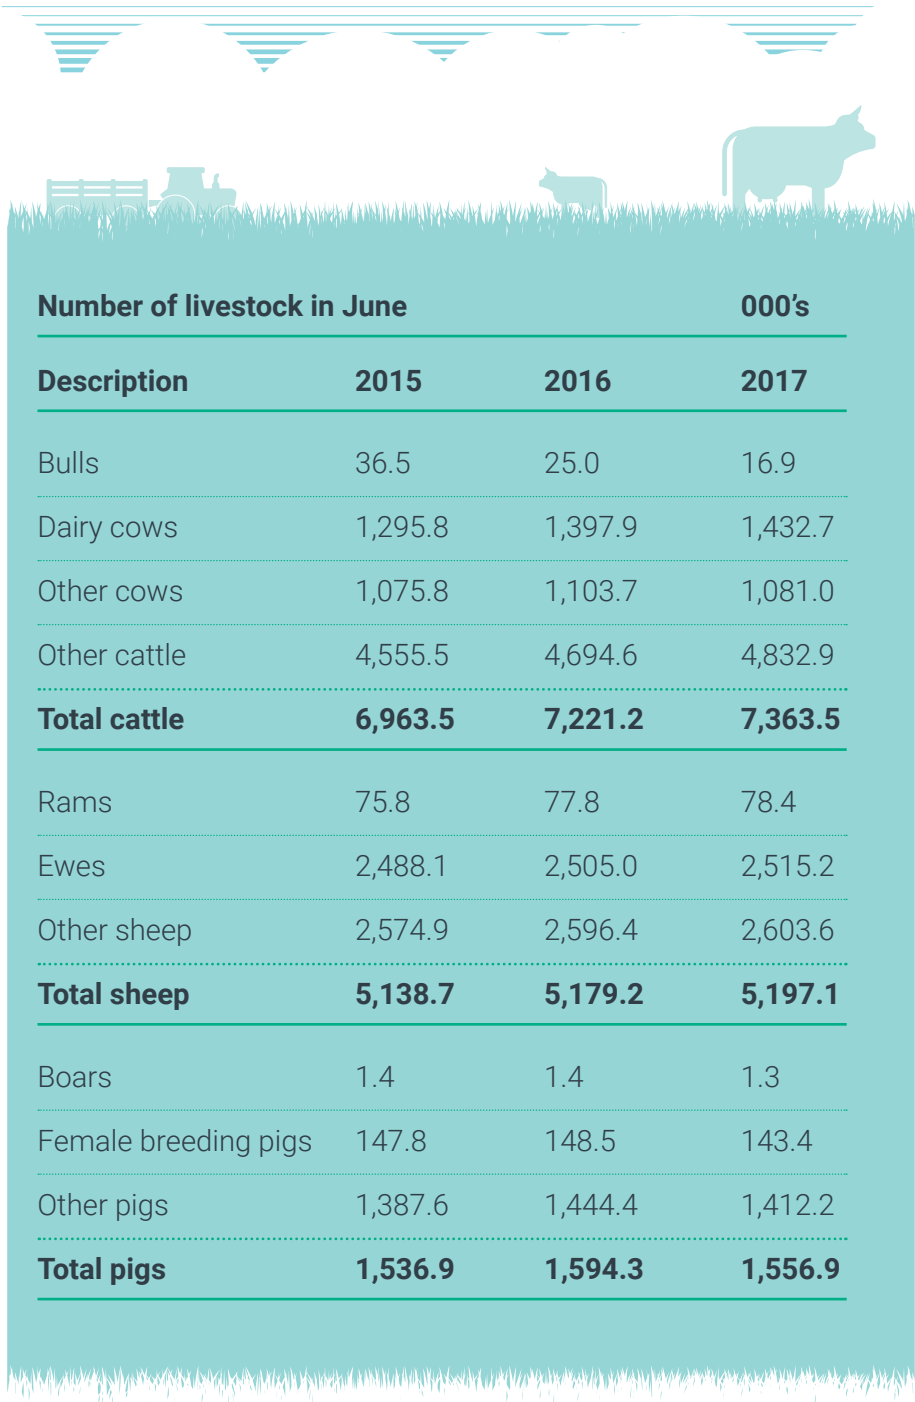 Number of livestock in June 000’s
Description 2015 2016 2017
Bulls 36.5 25.0 16.9
Dairy cows 1,295.8 1,397.9 1,432.7
Other cows 1,075.8 1,103.7 1,081.0
Other cattle 4,555.5 4,694.6 4,832.9
Total cattle 6,963.5 7,221.2 7,363.5
Rams 75.8 77.8 78.4
Ewes 2,488.1 2,505.0 2,515.2
Other sheep 2,574.9 2,596.4 2,603.6
Total sheep 5,138.7 5,179.2 5,197.1
Boars 1.4 1.4 1.3
Female breeding pigs 147.8 148.5 143.4
Other pigs 1,387.6 1,444.4 1,412.2
Total pigs 1,536.9 1,594.3 1,556.9